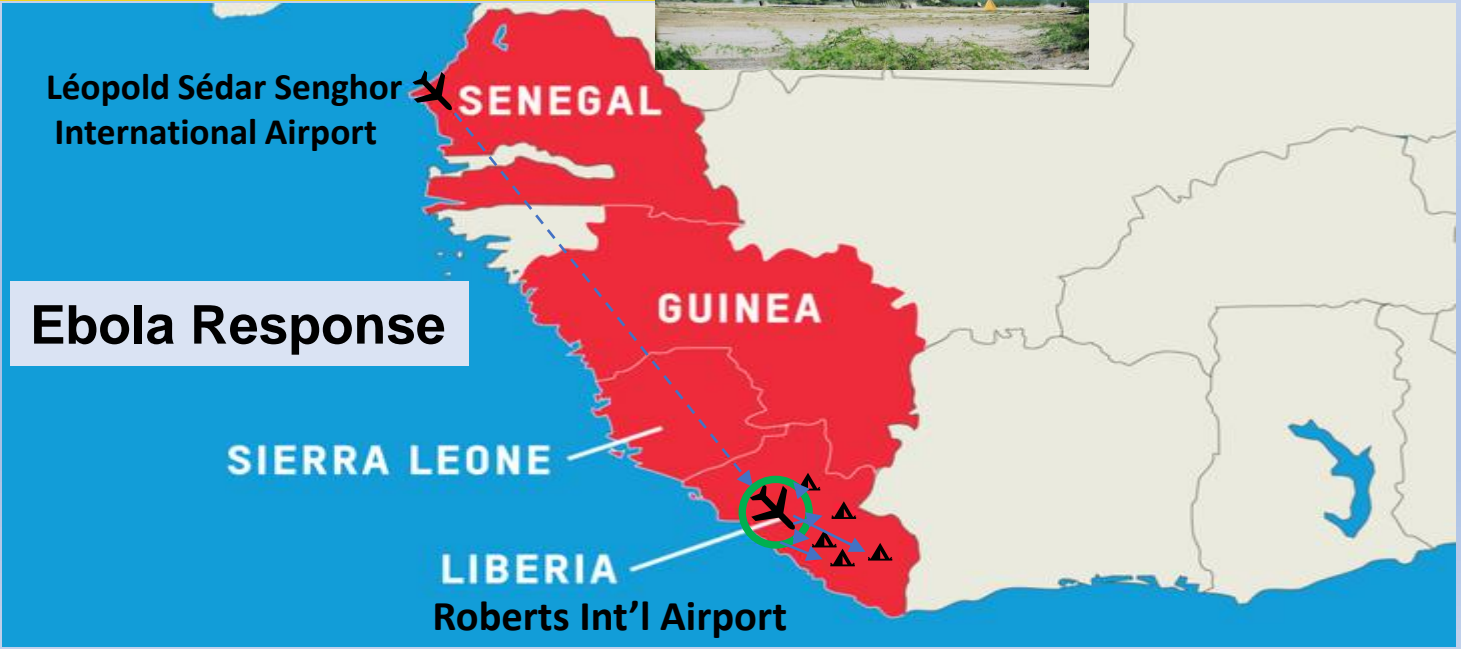 Léopold Sédar Senghor
International Airport
SENEGAL
GUINEA
Ebola Response
SIERRA LEONE
LIBERIA
Roberts Int’l Airport